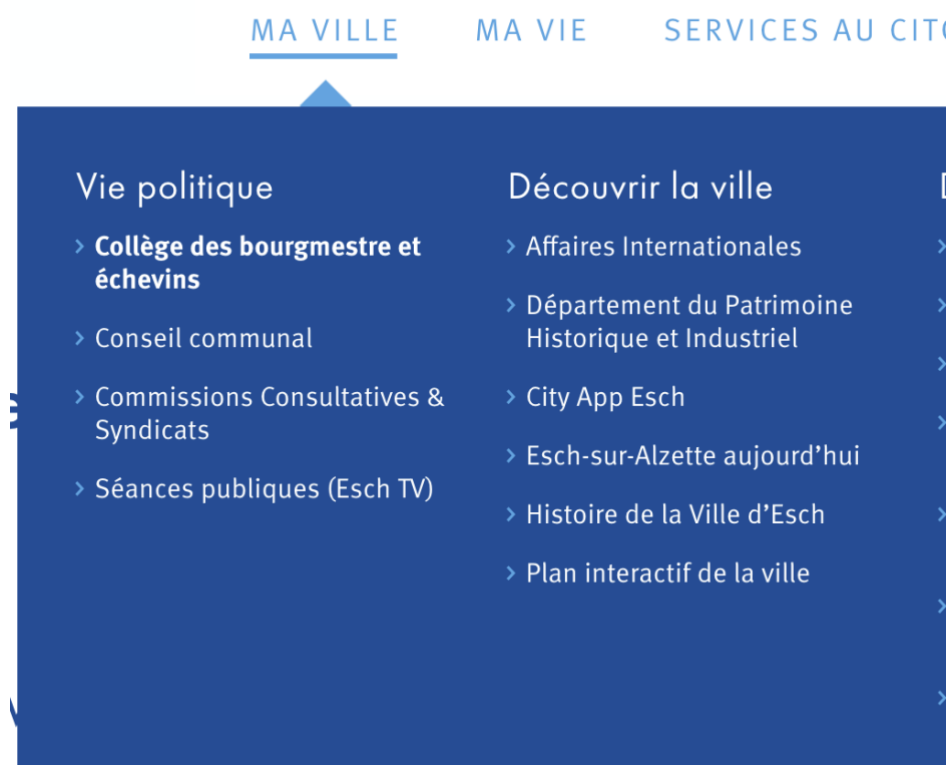 MA VILLE MA VIE SERVICES AU
Vie politique
Collège des bourgmestre et
échevins
Conseil communal
Commissions Consultatives &
Syndicats
Séances publiques (Esch TV)
Découvrir la ville
Affaires Internationales
Département du Patrimoine
Historique et Industriel
City App Esch
Esch-sur-Alzette aujourd’hui
Histoire de la Ville d’Esch
Plan interactif de la ville